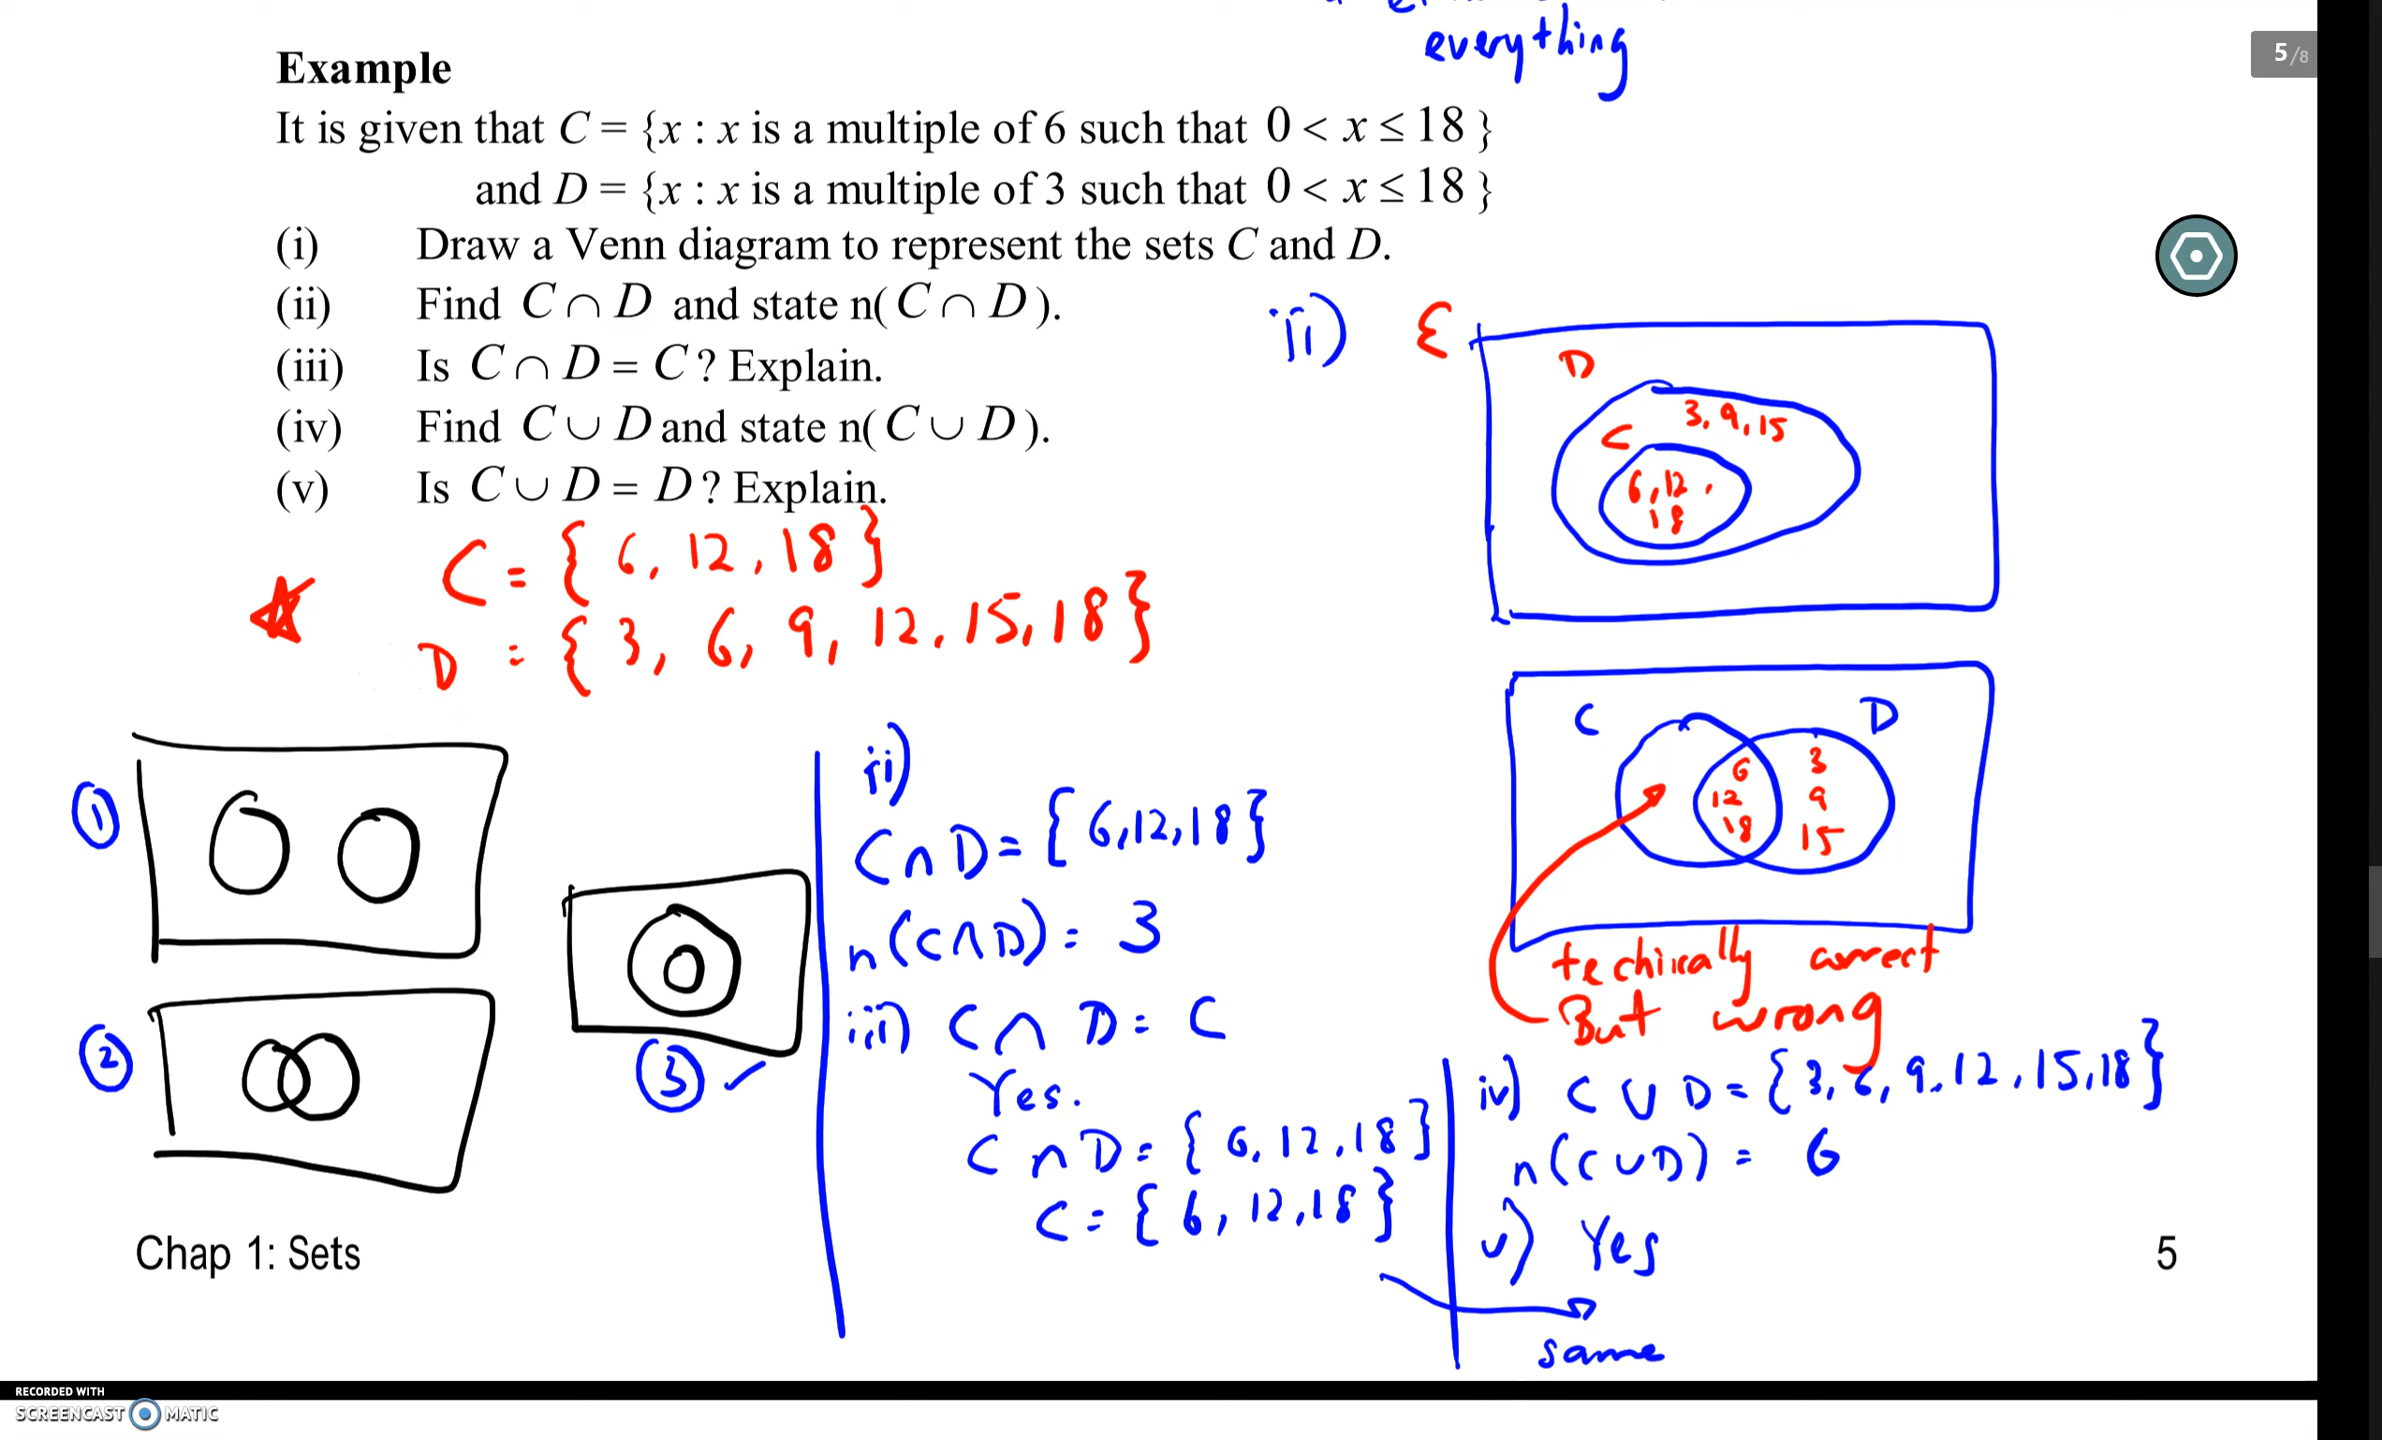 everything
5/8
Example
It is given that C = {x : x is a multiple of 6 such that 0 < x ≤ 18 }
and D = {x : x is a multiple of 3 such that 0 < x ≤ 18 }
(i) Draw a Venn diagram to represent the sets C and D.
(ii) Find C ∩ D and state n( C ∩ D ).
(iii) Is C ∩ D = C ? Explain.
(iv) Find C ∪ D and state n( C ∪ D ).
(v) Is C ∪ D = D ? Explain.
C = { 6, 12, 18 }
D = { 3, 6, 9, 12, 15, 18 }
ii) ℰ
D
3, 9, 15
C
6, 12,
18
C D
6 3
12 9
18 15
techinally correct
But wrong
1
2
3
ii)
C ∩ D = { 6, 12, 18 }
n(C ∩ D) = 3
iii) C ∩ D = C
Yes.
C ∩ D = { 6, 12, 18 }
C = { 6, 12, 18 }
iv) C ∪ D = { 3, 6, 9, 12, 15, 18 }
n(C ∪ D) = 6
v) Yes
same
Chap 1: Sets
5
RECORDED WITH
SCREENCAST MATIC